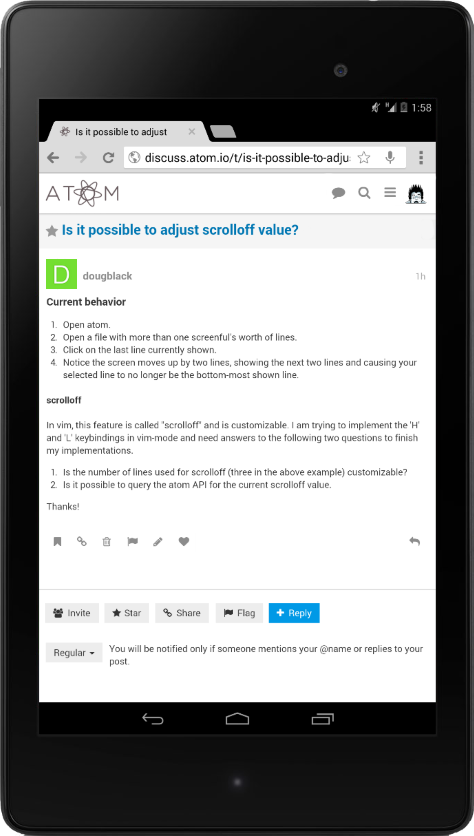 1:58
Is it possible to adjust
discuss.atom.io/t/is-it-possible-to-adju
ATOM
Is it possible to adjust scrolloff value?
D dougblack 1h
Current behavior
1. Open atom.
2. Open a file with more than one screenful's worth of lines.
3. Click on the last line currently shown.
4. Notice the screen moves up by two lines, showing the next two lines and causing your
selected line to no longer be the bottom-most shown line.
scrolloff
In vim, this feature is called "scrolloff" and is customizable. I am trying to implement the 'H'
and 'L' keybindings in vim-mode and need answers to the following two questions to finish
my implementations.
1. Is the number of lines used for scrolloff (three in the above example) customizable?
2. Is it possible to query the atom API for the current scrolloff value.
Thanks!
Invite Star Share Flag Reply
Regular You will be notified only if someone mentions your @name or replies to your
post.